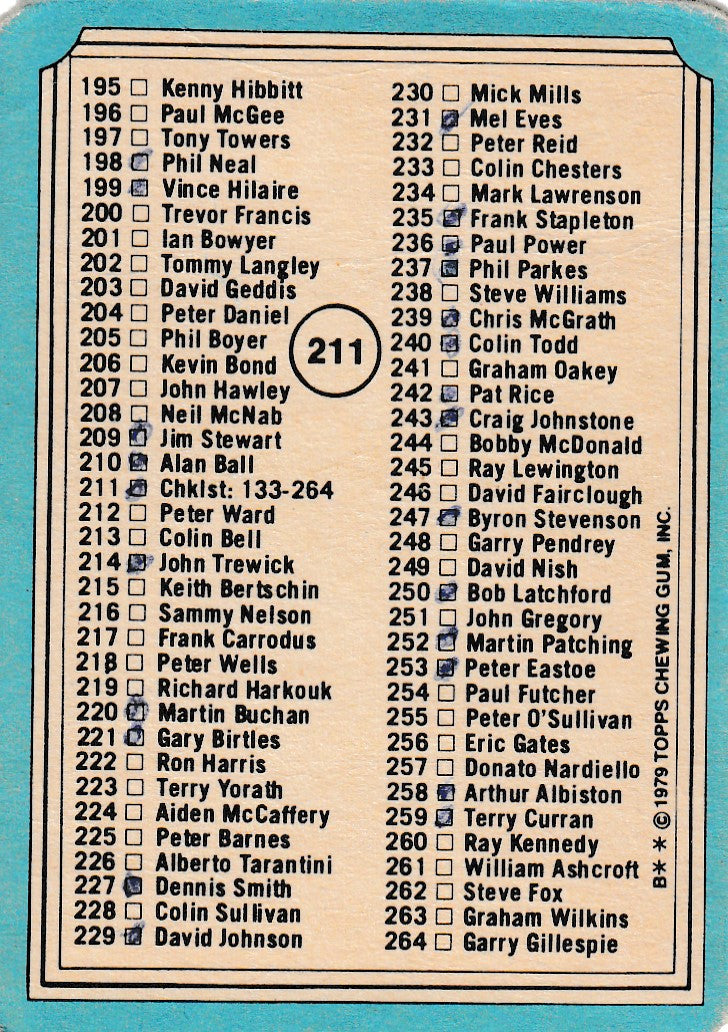 195 □ Kenny Hibbitt
196 □ Paul McGee
197 □ Tony Towers
198 □ Phil Neal
199 □ Vince Hilaire
200 □ Trevor Francis
201 □ Ian Bowyer
202 □ Tommy Langley
203 □ David Geddis
204 □ Peter Daniel
205 □ Phil Boyer
206 □ Kevin Bond
207 □ John Hawley
208 □ Neil McNab
209 □ Jim Stewart
210 □ Alan Ball
211 □ Chklst: 133-264
212 □ Peter Ward
213 □ Colin Bell
214 □ John Trewick
215 □ Keith Bertschin
216 □ Sammy Nelson
217 □ Frank Carrodus
218 □ Peter Wells
219 □ Richard Harkouk
220 □ Martin Buchan
221 □ Gary Birtles
222 □ Ron Harris
223 □ Terry Yorath
224 □ Aiden McCaffery
225 □ Peter Barnes
226 □ Alberto Tarantini
227 □ Dennis Smith
228 □ Colin Sullivan
229 □ David Johnson
211
230 □ Mick Mills
231 □ Mel Eves
232 □ Peter Reid
233 □ Colin Chesters
234 □ Mark Lawrenson
235 □ Frank Stapleton
236 □ Paul Power
237 □ Phil Parkes
238 □ Steve Williams
239 □ Chris McGrath
240 □ Colin Todd
241 □ Graham Oakey
242 □ Pat Rice
243 □ Craig Johnstone
244 □ Bobby McDonald
245 □ Ray Lewington
246 □ David Fairclough
247 □ Byron Stevenson
248 □ Garry Pendrey
249 □ David Nish
250 □ Bob Latchford
251 □ John Gregory
252 □ Martin Patching
253 □ Peter Eastoe
254 □ Paul Futcher
255 □ Peter O'Sullivan
256 □ Eric Gates
257 □ Donato Nardiello
258 □ Arthur Albiston
259 □ Terry Curran
260 □ Ray Kennedy
261 □ William Ashcroft
262 □ Steve Fox
263 □ Graham Wilkins
264 □ Garry Gillespie
B* * © 1979 TOPPS CHEWING GUM, INC.